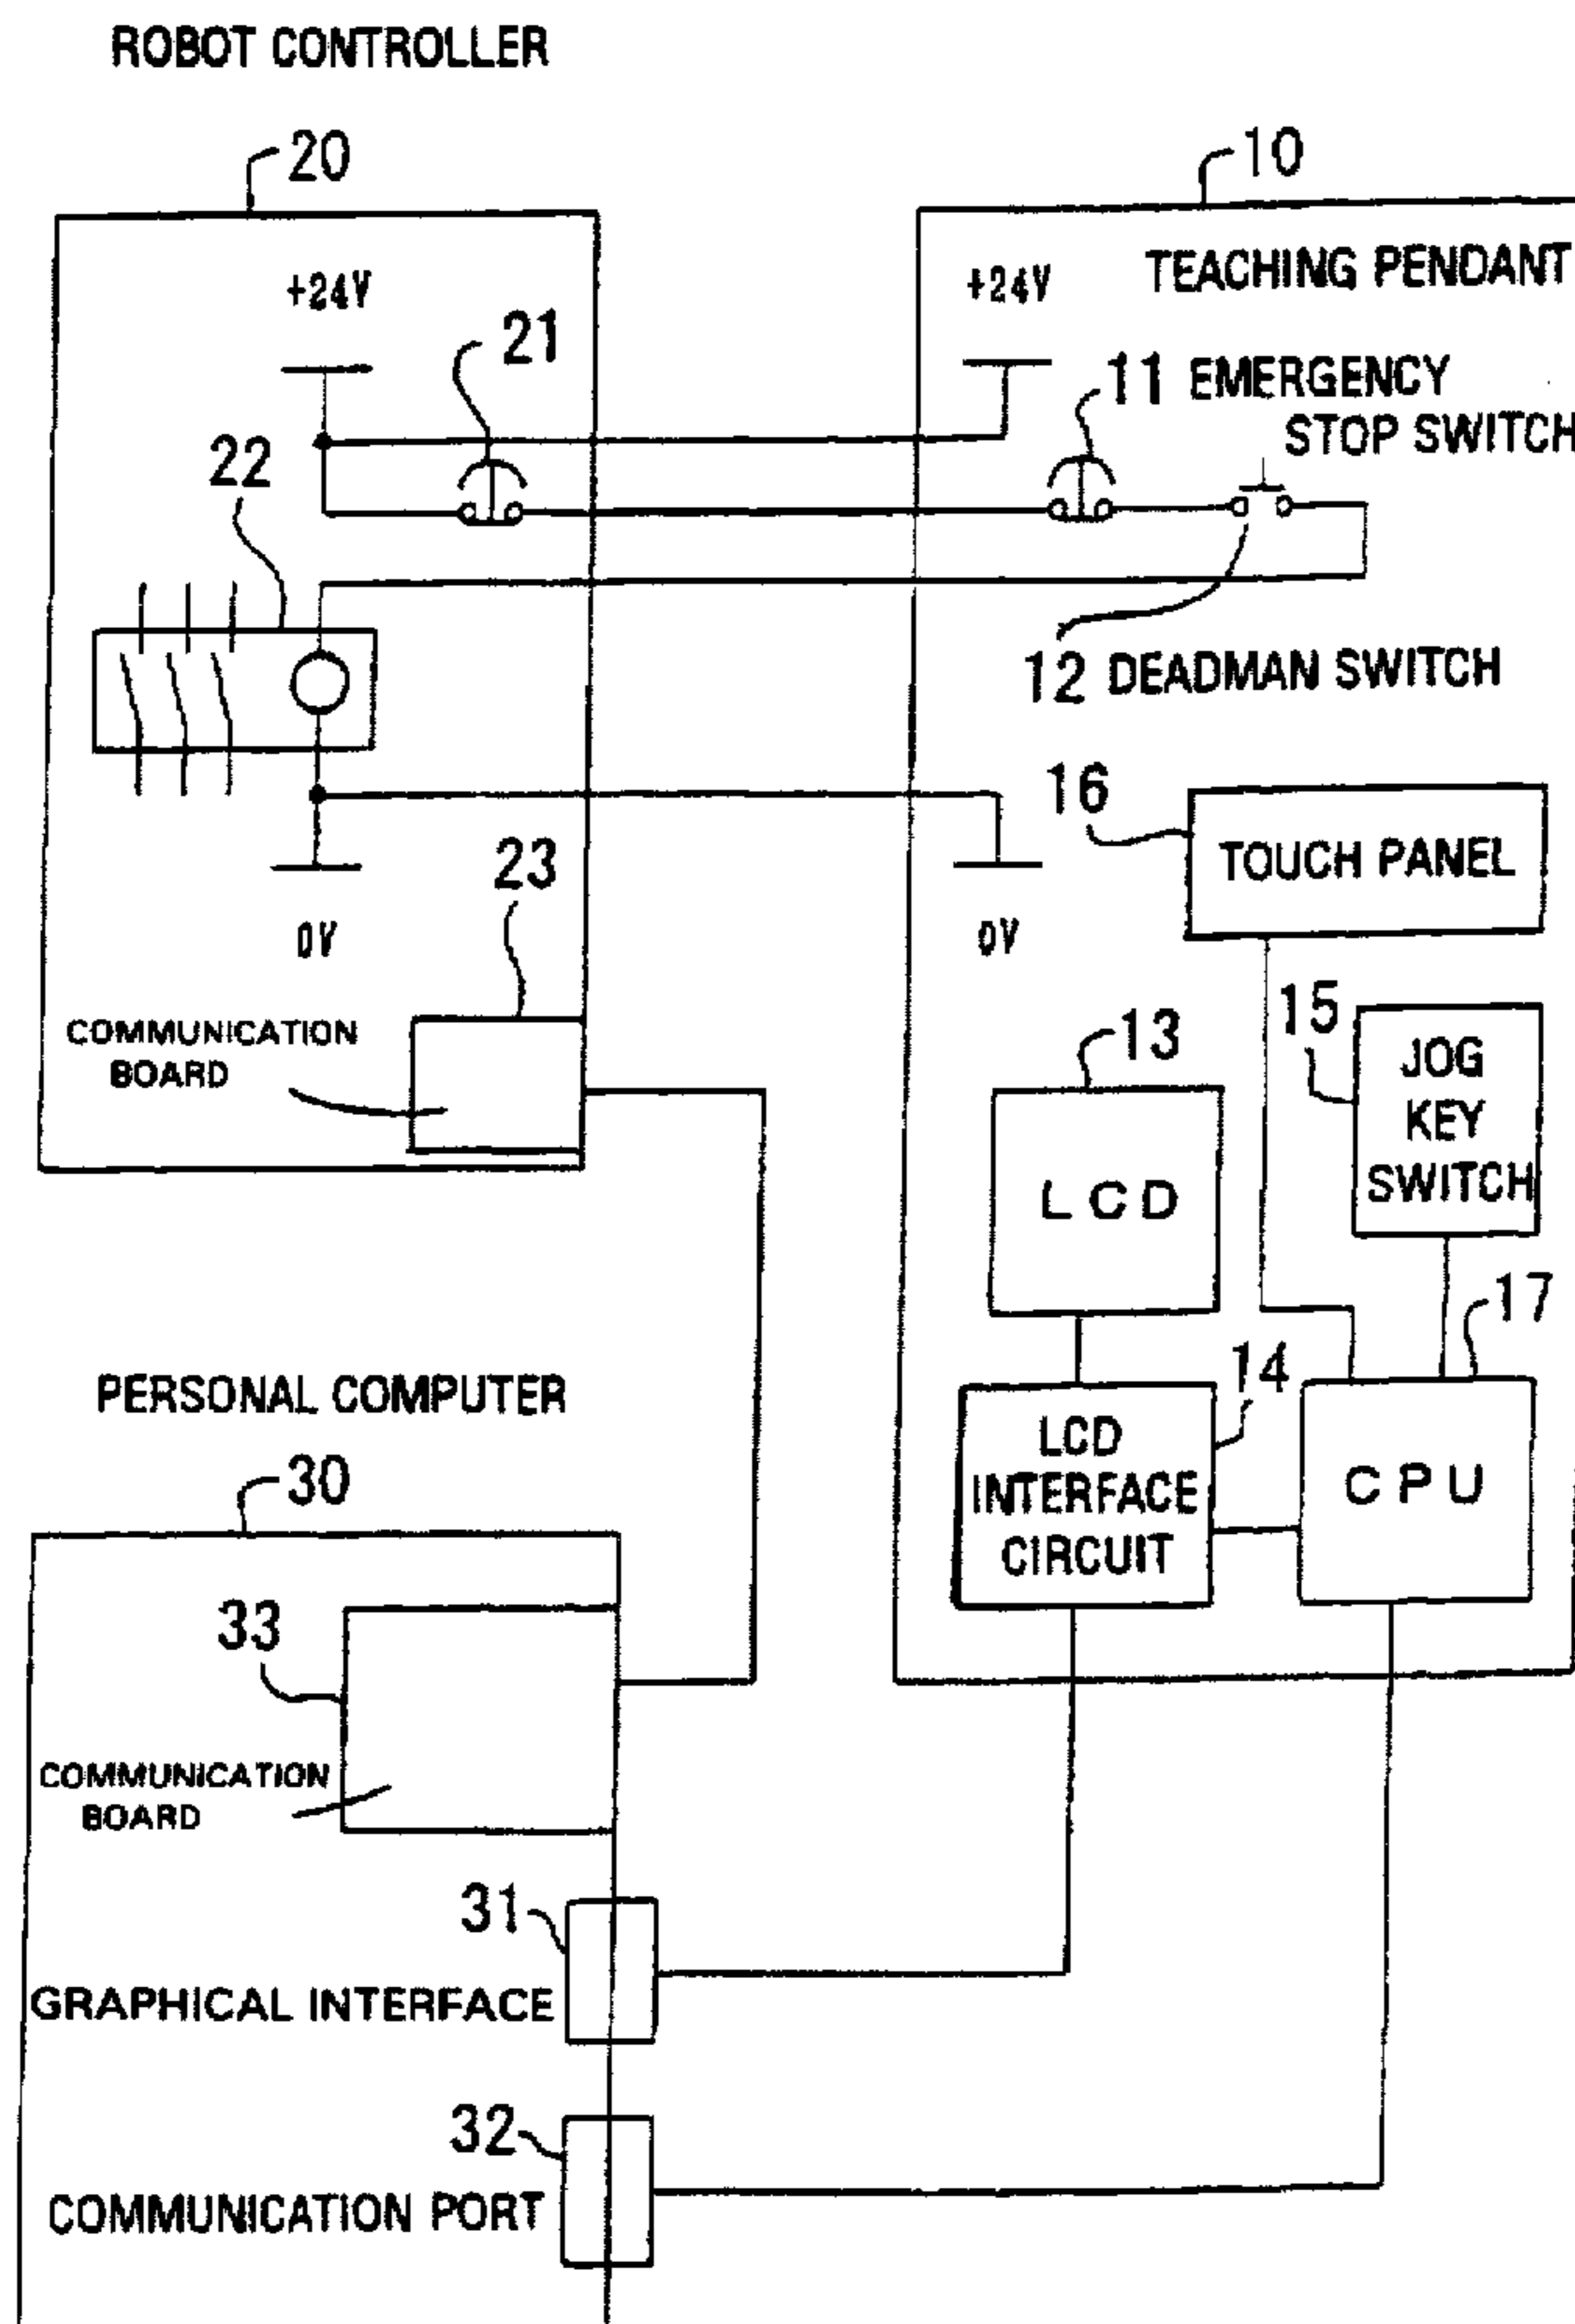 ROBOT CONTROLLER
20
10
+24V
+24V
TEACHING PENDANT
21
11 EMERGENCY
STOP SWITCH
22
12 DEADMAN SWITCH
16
TOUCH PANEL
0V
0V
23
COMMUNICATION
BOARD
13
LCD
15
JOG
KEY
SWITCH
17
14
LCD
INTERFACE
CIRCUIT
CPU
PERSONAL COMPUTER
30
33
COMMUNICATION
BOARD
31
GRAPHICAL INTERFACE
32
COMMUNICATION PORT